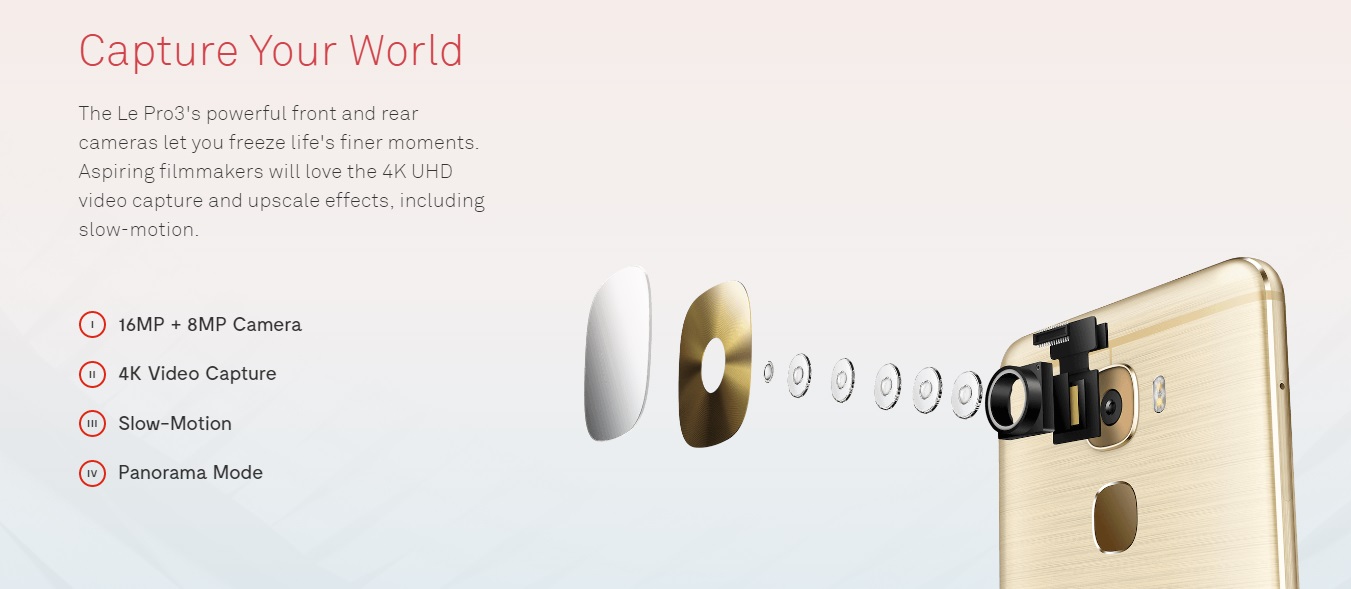 Capture Your World
The Le Pro3's powerful front and rear
cameras let you freeze life's finer moments.
Aspiring filmmakers will love the 4K UHD
video capture and upscale effects, including
slow-motion.
I 16MP + 8MP Camera
II 4K Video Capture
III Slow-Motion
IV Panorama Mode